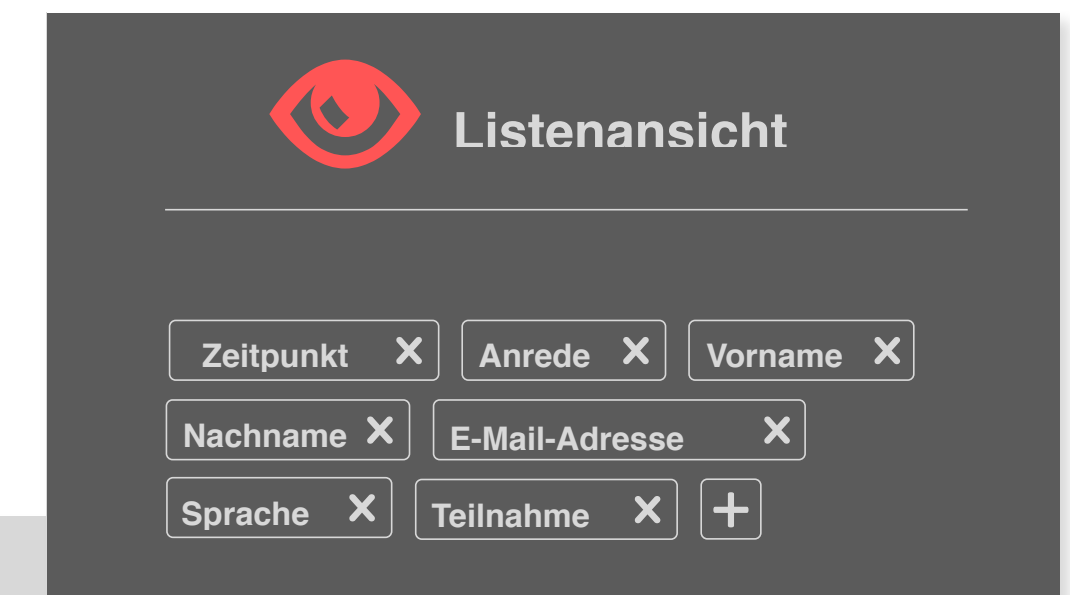 Listenansicht
Zeitpunkt Anrede Vorname
Nachname E-Mail-Adresse
Sprache Teilnahme